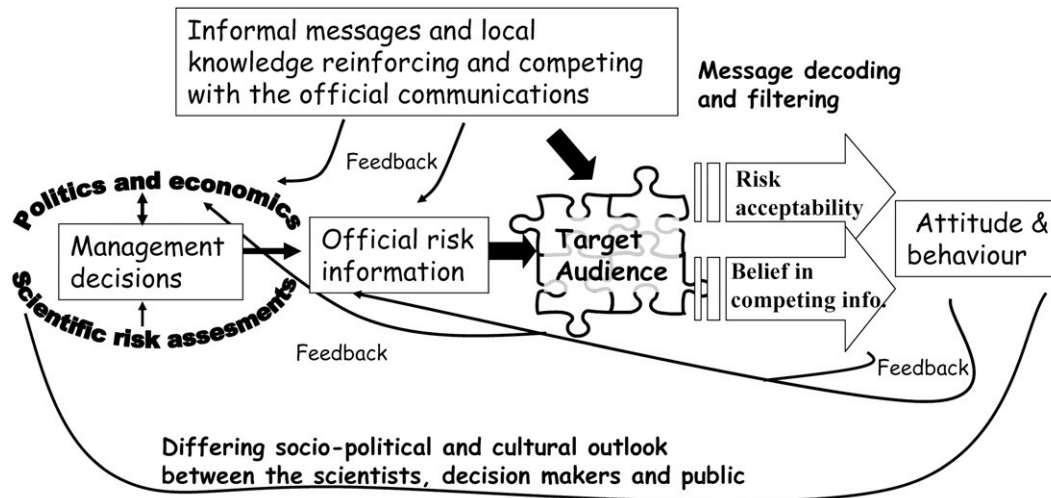 Informal messages and local
knowledge reinforcing and competing
with the official communications
Message decoding
and filtering
Feedback
Politics and economics
Management
decisions
Scientific risk assesments
Official risk
information
Target
Audience
Risk
acceptability
Belief in
competing info.
Attitude &
behaviour
Feedback
Feedback
Differing socio-political and cultural outlook
between the scientists, decision makers and public